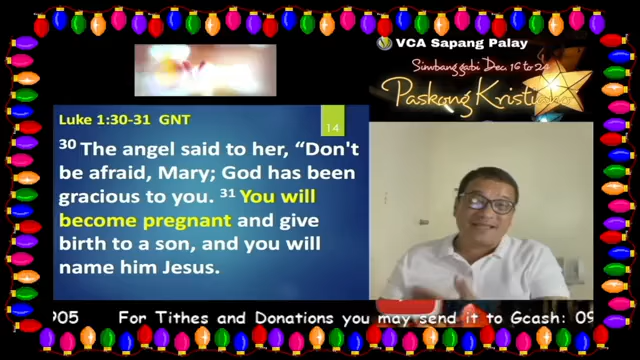 VCA Sapang Palay
Simbang gabi Dec. 16 to 24
Paskong Kristiano
Luke 1:30-31 GNT
14
30 The angel said to her, “Don't
be afraid, Mary; God has been
gracious to you. 31 You will
become pregnant and give
birth to a son, and you will
name him Jesus.
905 For Tithes and Donations you may send it to Gcash: 09